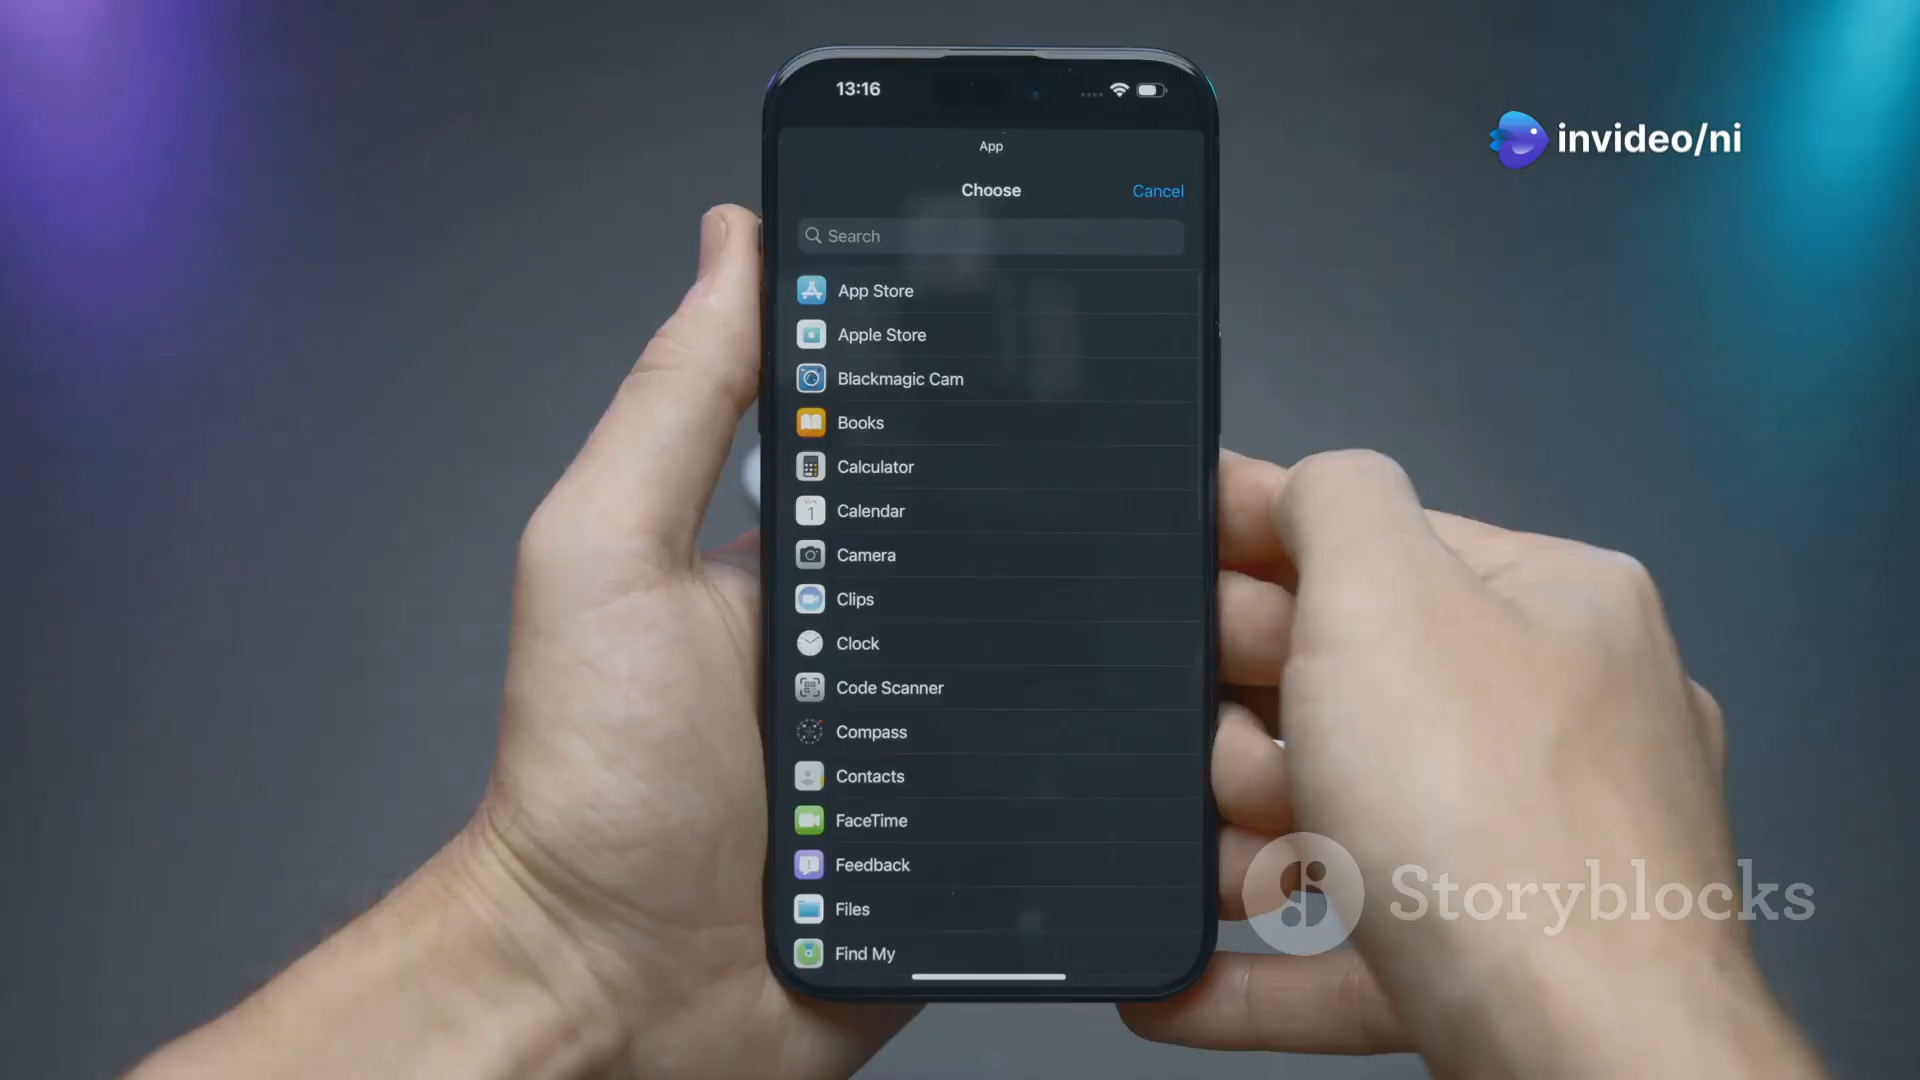 13:16
invideo/ni
App
Choose
Cancel
Search
App Store
Apple Store
Blackmagic Cam
Books
Calculator
1
Calendar
Camera
Clips
Clock
Code Scanner
Compass
Contacts
FaceTime
Feedback
Files
Find My
Storyblocks